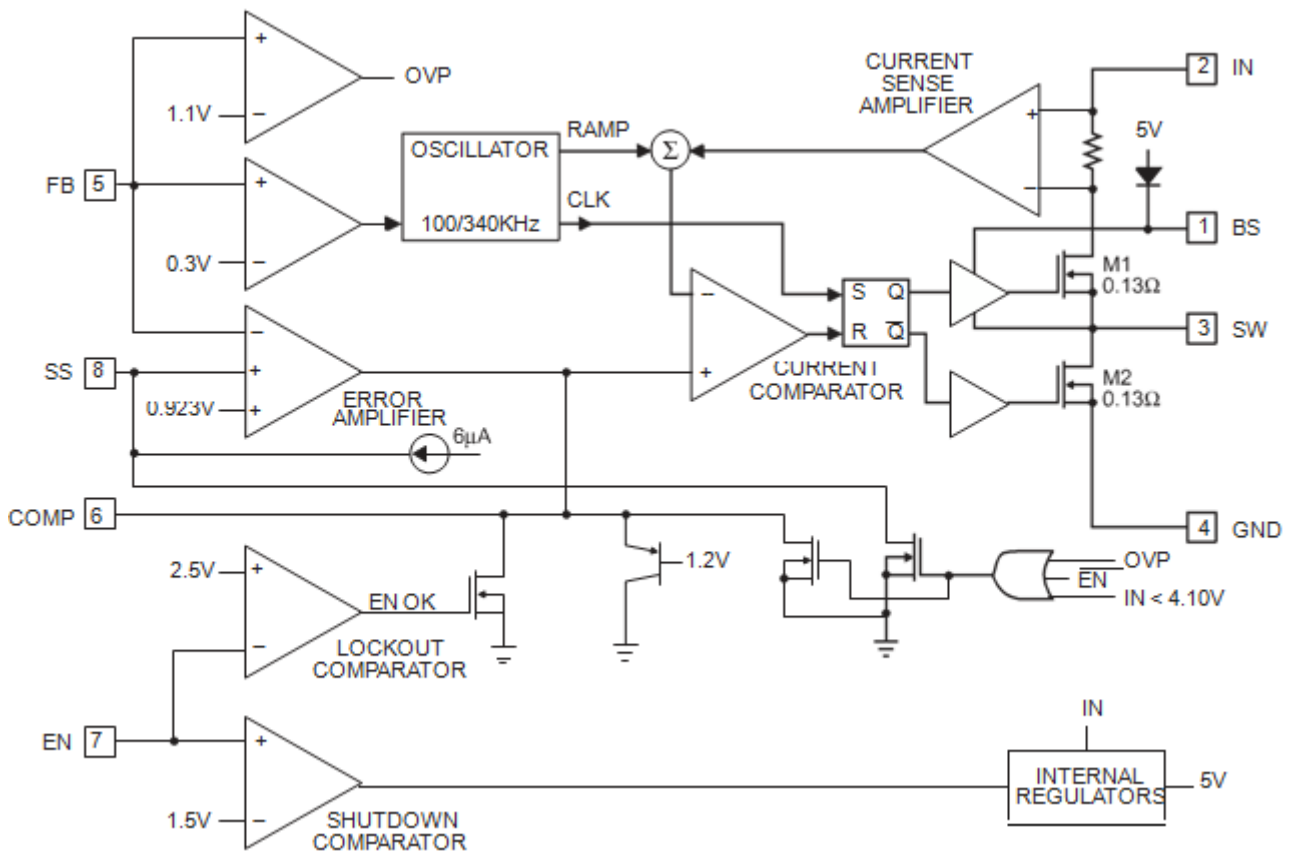 +
OVP
1.1V
−
CURRENT
SENSE
AMPLIFIER
2 IN
+
−
5V
RAMP
OSCILLATOR
Σ
FB 5
+
CLK
100/340KHz
0.3V
−
1 BS
M1
0.13Ω
−
S Q
R Q̅
3 SW
−
SS 8
+
0.923V
+
ERROR
AMPLIFIER
+
CURRENT
COMPARATOR
M2
0.13Ω
6µA
COMP 6
4 GND
2.5V
+
EN OK
−
LOCKOUT
COMPARATOR
1.2V
OVP
E̅N̅
IN < 4.10V
EN 7
+
1.5V
−
SHUTDOWN
COMPARATOR
IN
INTERNAL
REGULATORS
5V